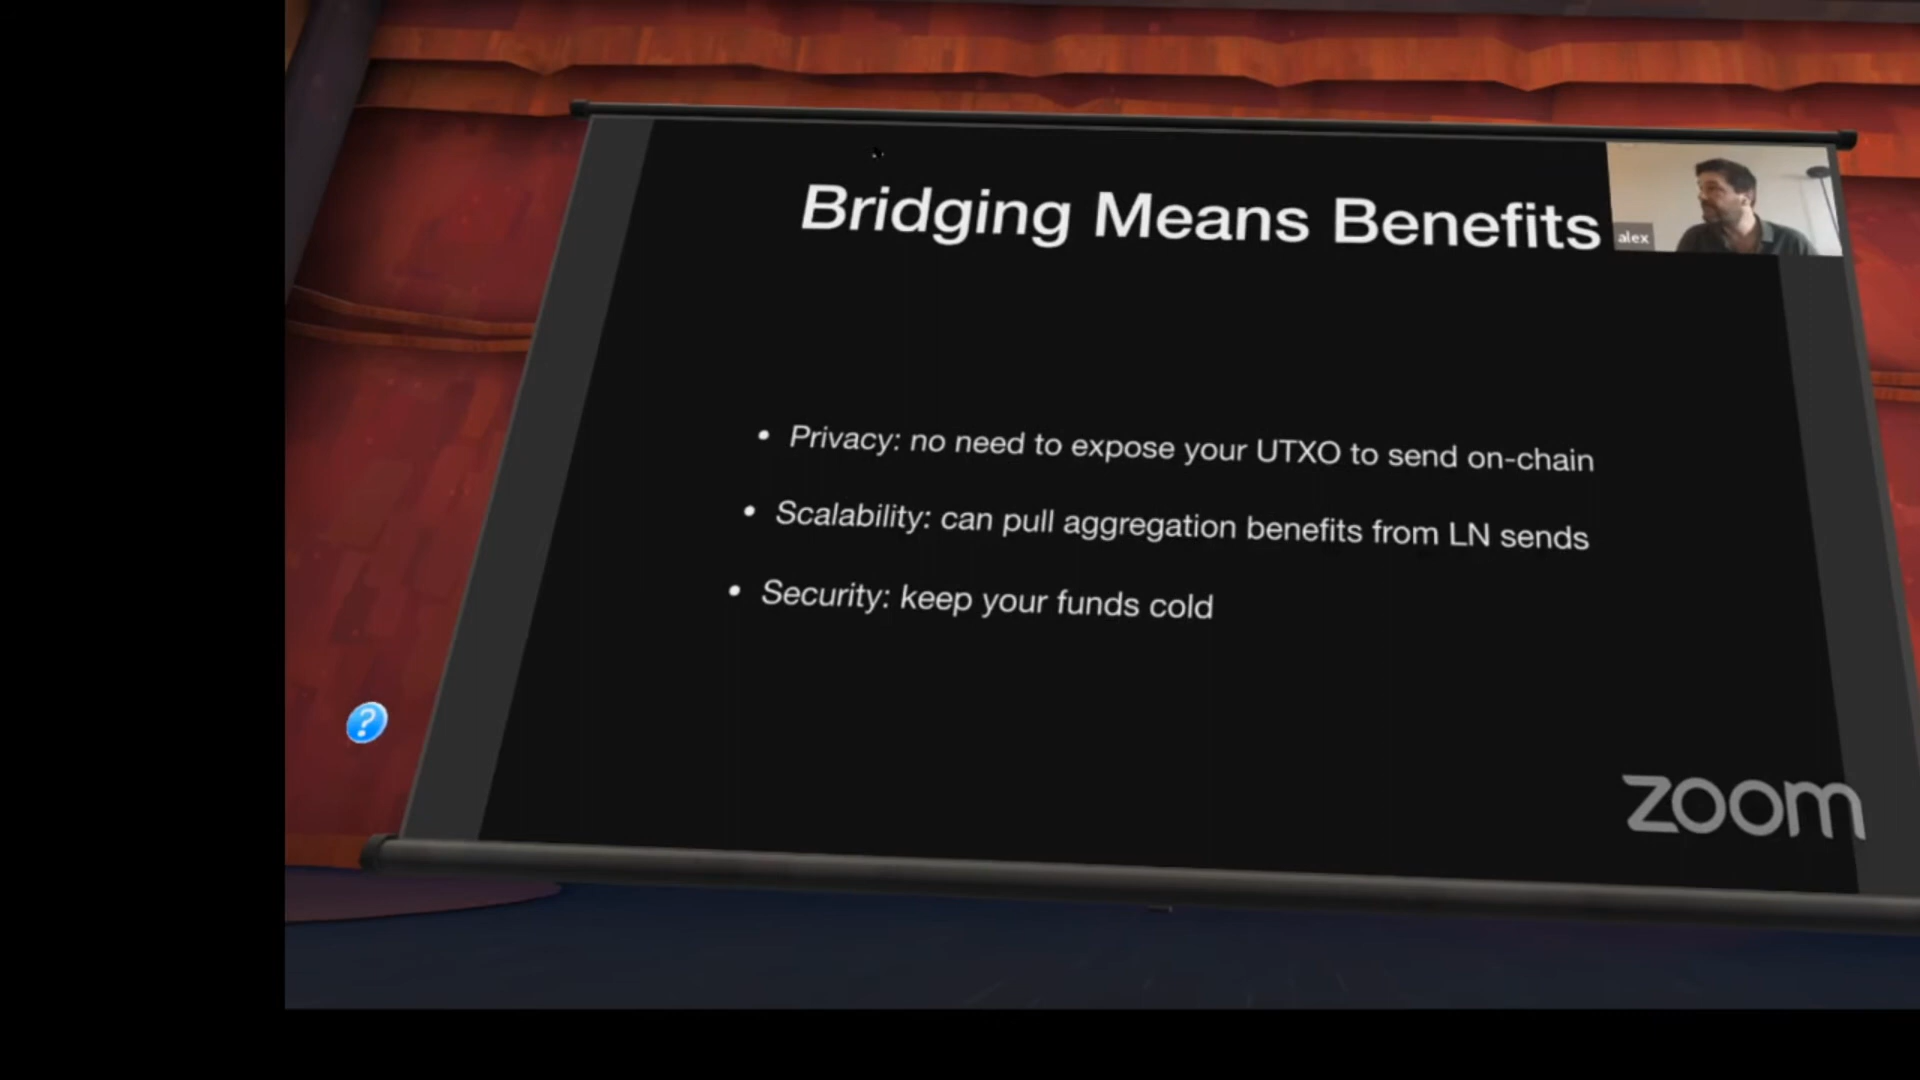 Bridging Means Benefits
alex
• Privacy: no need to expose your UTXO to send on-chain
• Scalability: can pull aggregation benefits from LN sends
• Security: keep your funds cold
?
zoom